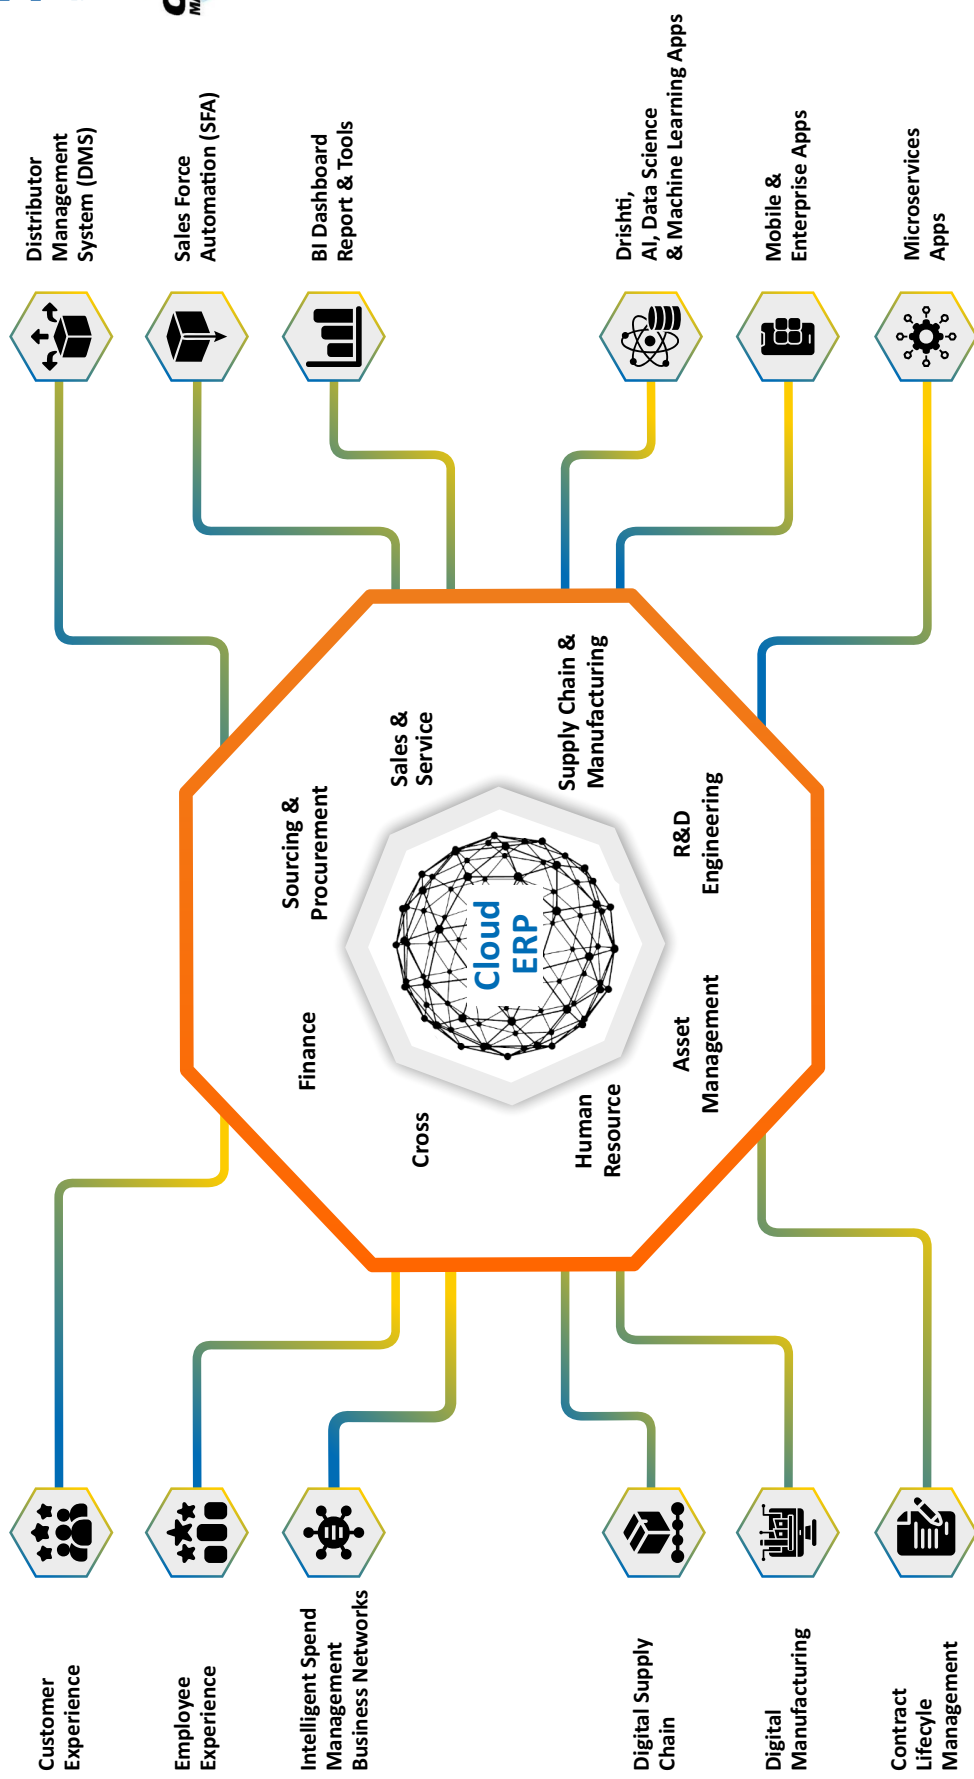 Customer
Experience
Employee
Experience
Intelligent Spend
Management
Business Networks
Digital Supply
Chain
Digital
Manufacturing
Contract
Lifecyle
Management
Finance
Cross
Human
Resource
Asset
Management
Cloud
ERP
Sourcing &
Procurement
Sales &
Service
Supply Chain &
Manufacturing
R&D
Engineering
Distributor
Management
System (DMS)
Sales Force
Automation (SFA)
BI Dashboard
Report & Tools
Drishti,
AI, Data Science
& Machine Learning Apps
Mobile &
Enterprise Apps
Microservices
Apps